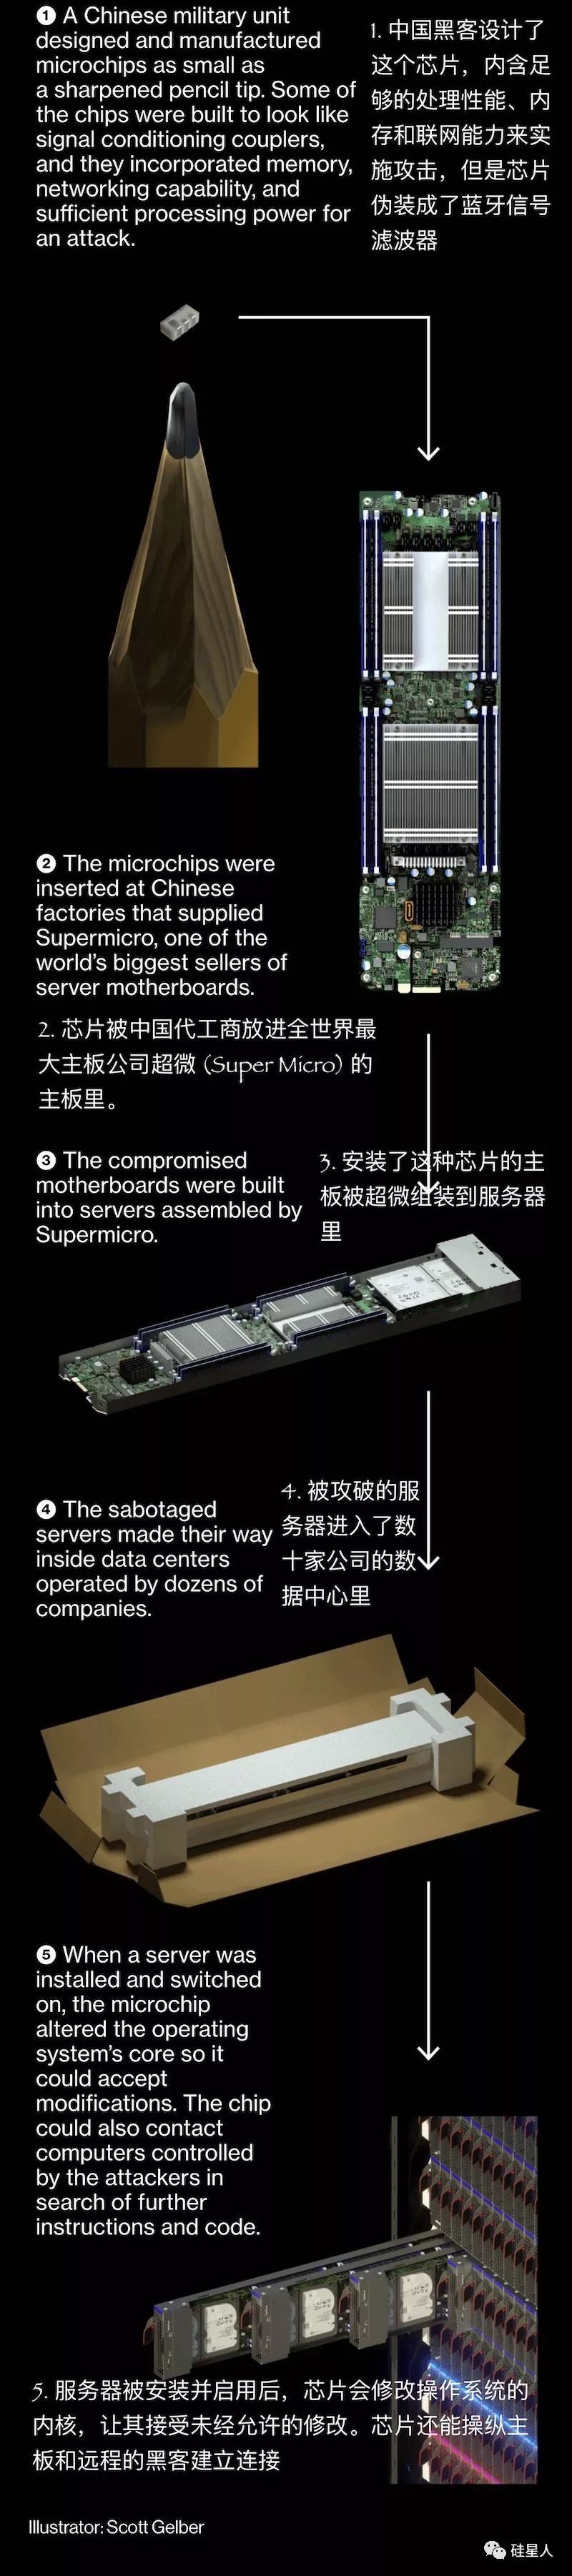 ❶ A Chinese military unit
designed and manufactured
microchips as small as
a sharpened pencil tip. Some of
the chips were built to look like
signal conditioning couplers,
and they incorporated memory,
networking capability, and
sufficient processing power for
an attack.
1. 中国黑客设计了
这个芯片，内含足
够的处理性能、内
存和联网能力来实
施攻击，但是芯片
伪装成了蓝牙信号
滤波器
❷ The microchips were
inserted at Chinese
factories that supplied
Supermicro, one of the
world's biggest sellers of
server motherboards.
2. 芯片被中国代工商放进全世界最
大主板公司超微 (Super Micro) 的
主板里。
❸ The compromised
motherboards were built
into servers assembled by
Supermicro.
3. 安装了这种芯片的主
板被超微组装到服务器
里
❹ The sabotaged
servers made their way
inside data centers
operated by dozens of
companies.
4. 被攻破的服
务器进入了数
十家公司的数
据中心里
❺ When a server was
installed and switched
on, the microchip
altered the operating
system's core so it
could accept
modifications. The chip
could also contact
computers controlled
by the attackers in
search of further
instructions and code.
5. 服务器被安装并启用后，芯片会修改操作系统的
内核，让其接受未经允许的修改。芯片还能操纵主
板和远程的黑客建立连接
Illustrator: Scott Gelber
硅星人